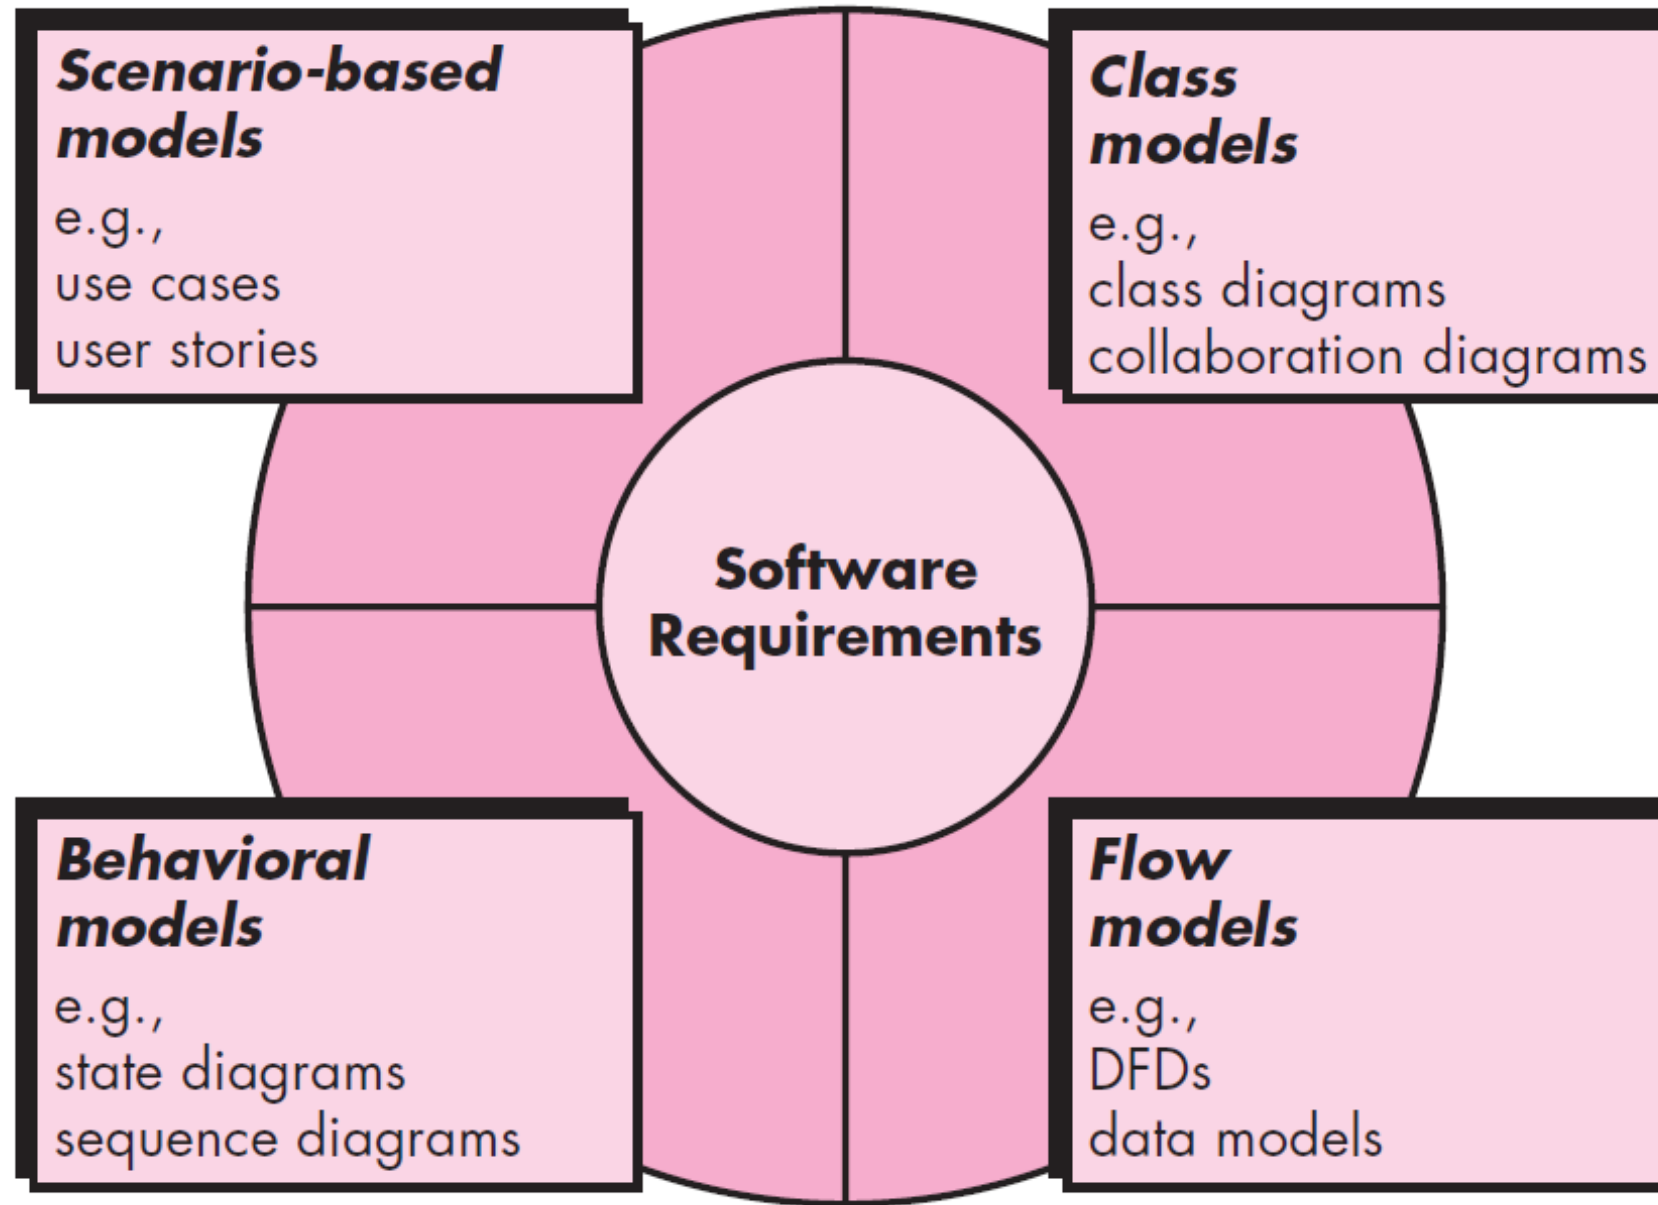 Scenario-based
models
e.g.,
use cases
user stories
Class
models
e.g.,
class diagrams
collaboration diagrams
Software
Requirements
Behavioral
models
e.g.,
state diagrams
sequence diagrams
Flow
models
e.g.,
DFDs
data models